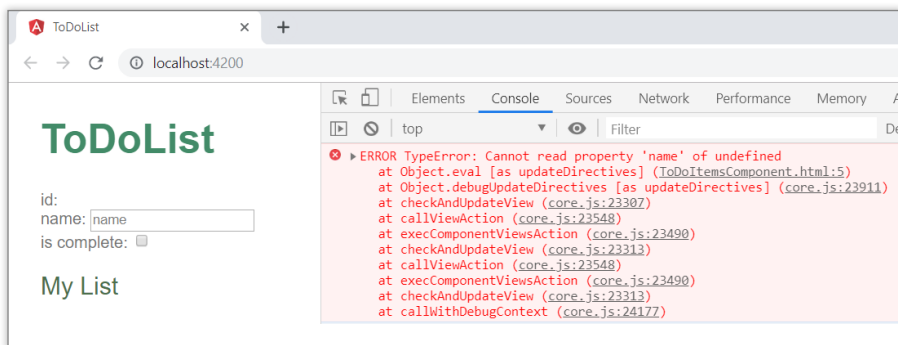 ToDoList
localhost:4200
Elements Console Sources Network Performance Memory
top Filter De
ToDoList
id:
name: name
is complete:
My List
ERROR TypeError: Cannot read property 'name' of undefined
at Object.eval [as updateDirectives] (ToDoItemsComponent.html:5)
at Object.debugUpdateDirectives [as updateDirectives] (core.js:23911)
at checkAndUpdateView (core.js:23307)
at callViewAction (core.js:23548)
at execComponentViewsAction (core.js:23490)
at checkAndUpdateView (core.js:23313)
at callViewAction (core.js:23548)
at execComponentViewsAction (core.js:23490)
at checkAndUpdateView (core.js:23313)
at callWithDebugContext (core.js:24177)